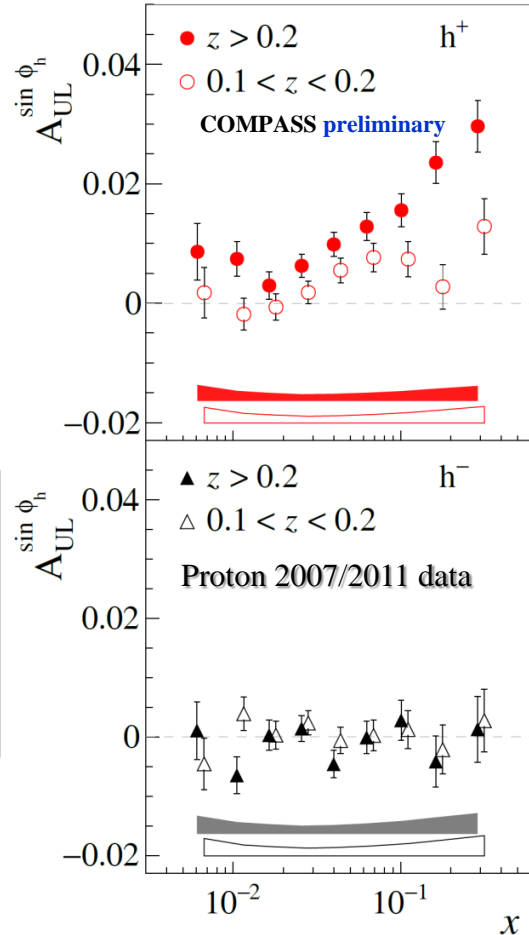 A_UL^{sin ϕ_h}
0.04
0.02
0
−0.02
z > 0.2
h⁺
0.1 < z < 0.2
COMPASS preliminary
A_UL^{sin ϕ_h}
0.04
0.02
0
−0.02
z > 0.2
h⁻
0.1 < z < 0.2
Proton 2007/2011 data
10⁻² 10⁻¹
x